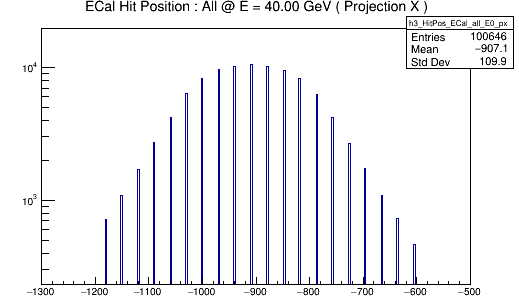 ECal Hit Position : All @ E = 40.00 GeV ( Projection X )
h3_HitPos_ECal_all_E0_px
Entries 100646
Mean −907.1
Std Dev 109.9
10⁴
10³
−1300 −1200 −1100 −1000 −900 −800 −700 −600 −500